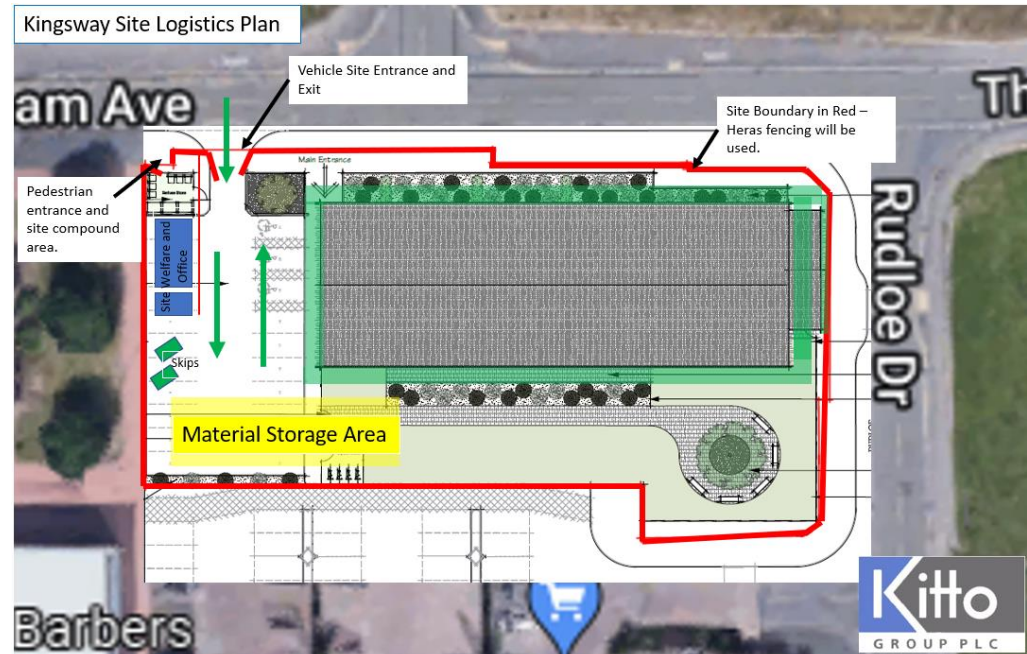 Kingsway Site Logistics Plan
Vehicle Site Entrance and
Exit
am Ave
Th
Site Boundary in Red –
Heras fencing will be
used.
Main Entrance
Pedestrian
entrance and
site compound
area.
Site Welfare and
Office
Rudloe Dr
Skips
Material Storage Area
Barbers
Kitto
GROUP PLC